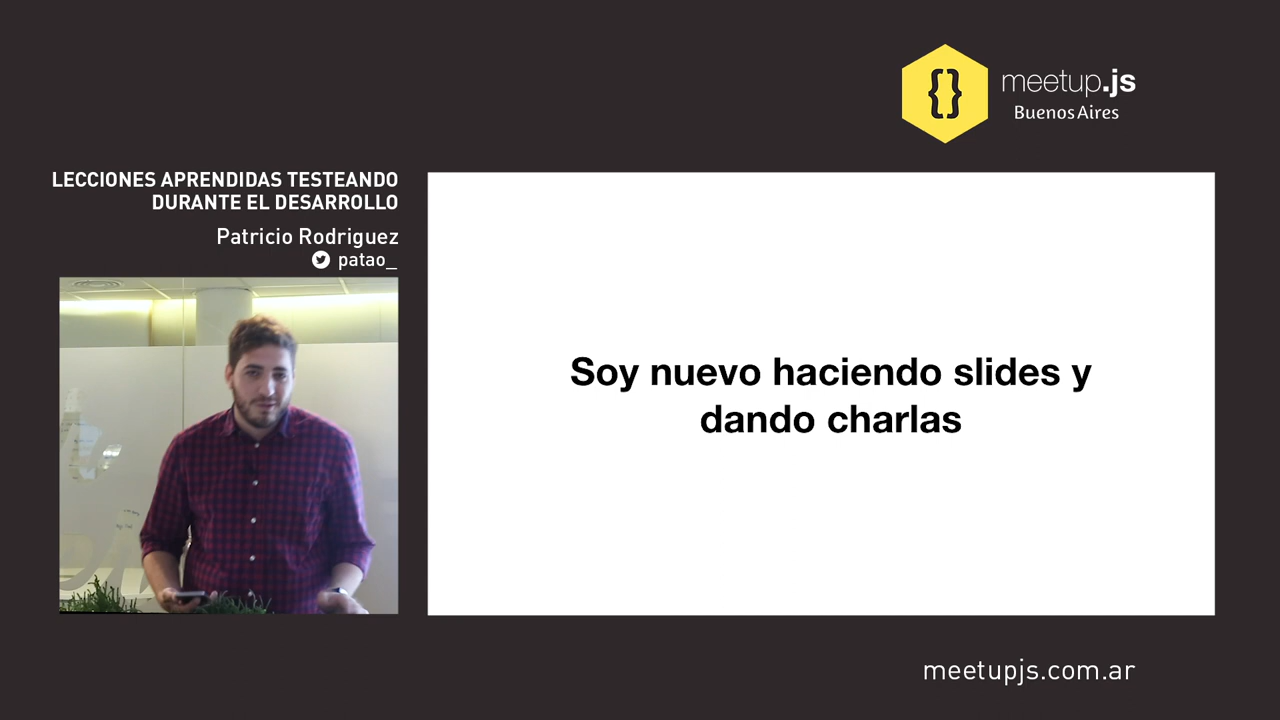 {}
meetup.js
Buenos Aires
LECCIONES APRENDIDAS TESTEANDO
DURANTE EL DESARROLLO
Patricio Rodriguez
patao_
Soy nuevo haciendo slides y
dando charlas
meetupjs.com.ar